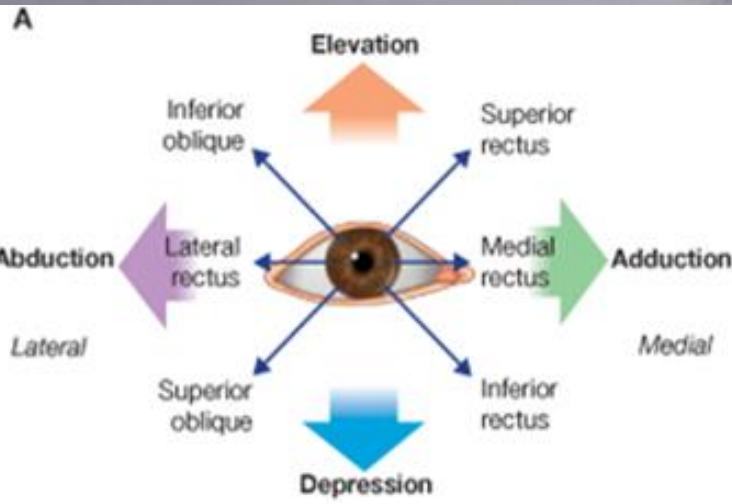 A
Elevation
Inferior
oblique
Superior
rectus
Abduction
Lateral
rectus
Medial
rectus
Adduction
Lateral
Medial
Superior
oblique
Inferior
rectus
Depression